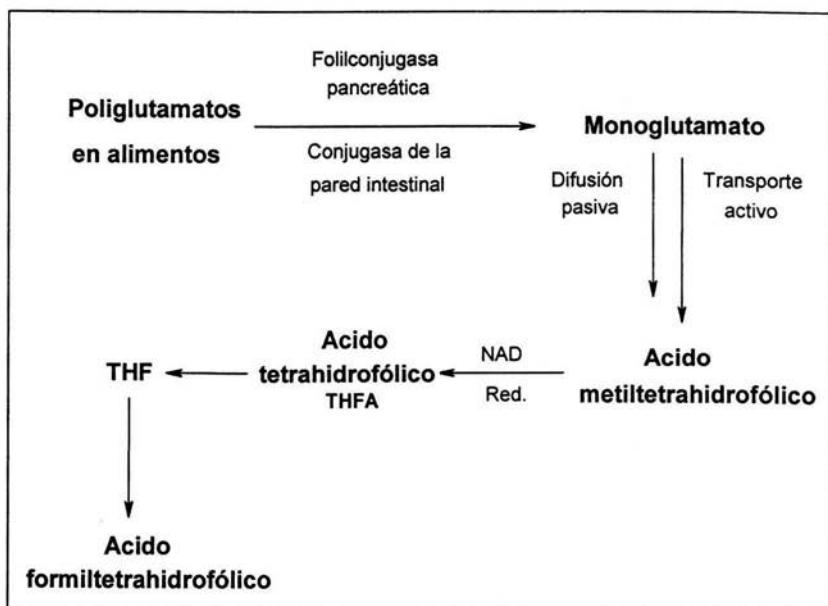 Folilconjugasa
pancreática
Poliglutamatos
en alimentos
Conjugasa de la
pared intestinal
Monoglutamato
Difusión
pasiva
Transporte
activo
THF
Acido
tetrahidrofólico
THFA
NAD
Red.
Acido
metiltetrahidrofólico
Acido
formiltetrahidrofólico